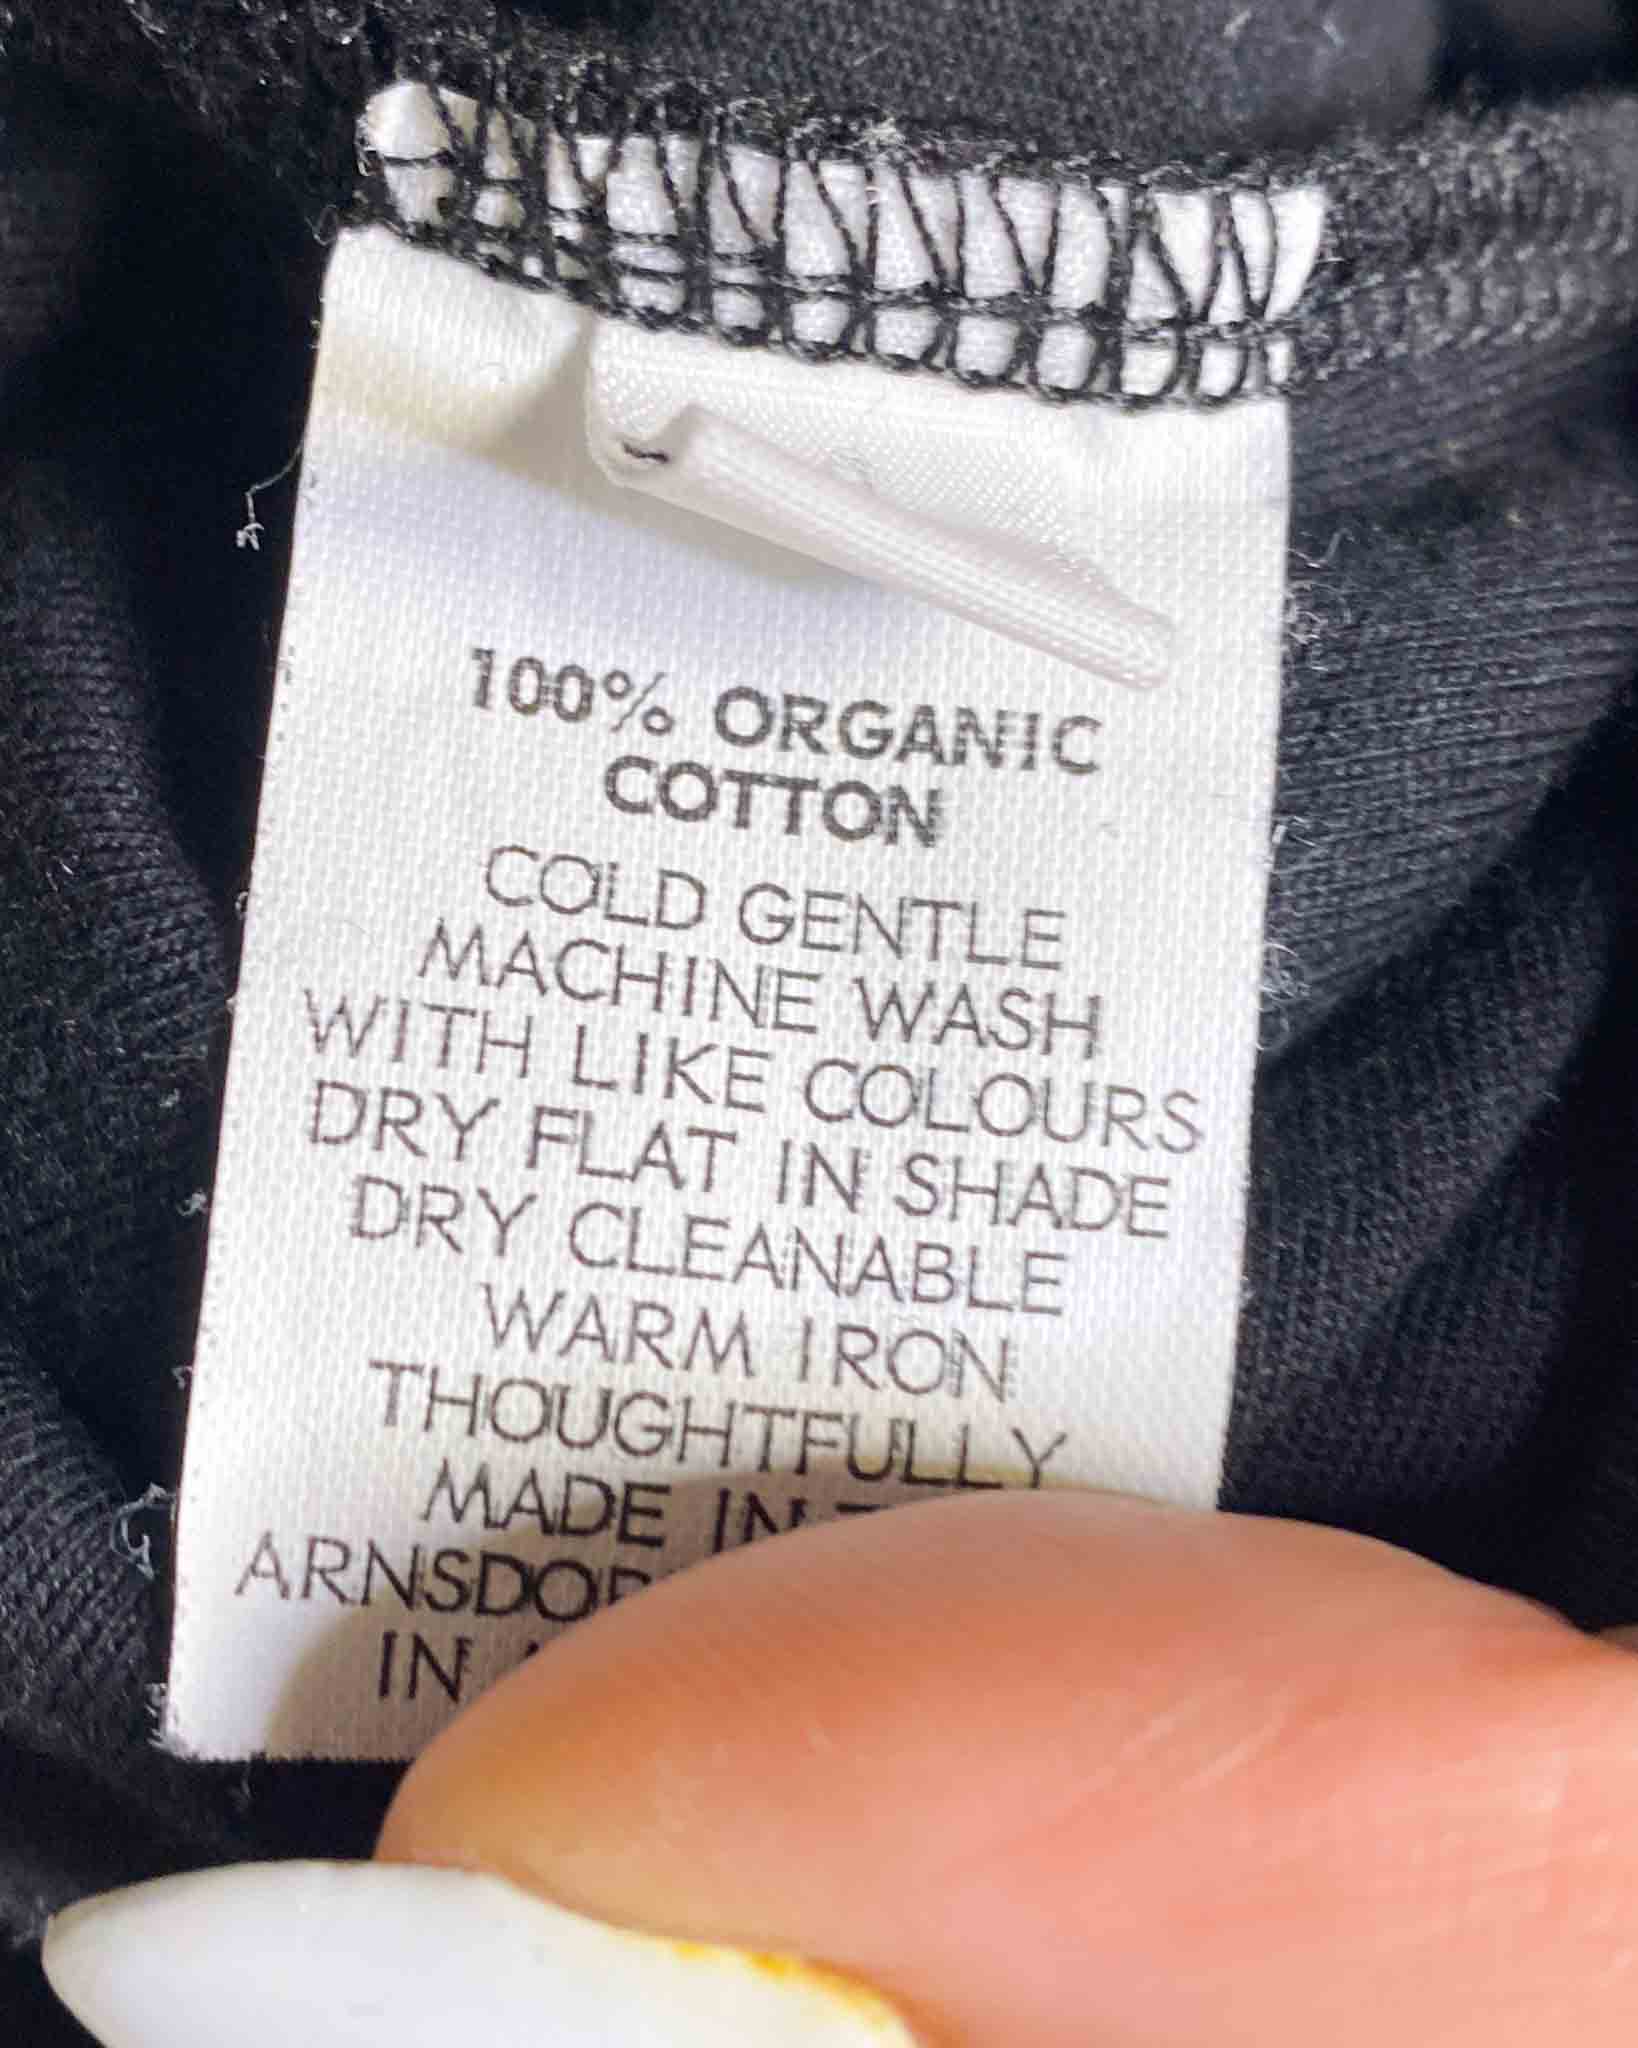 100% ORGANIC
COTTON
COLD GENTLE
MACHINE WASH
WITH LIKE COLOURS
DRY FLAT IN SHADE
DRY CLEANABLE
WARM IRON
THOUGHTFULLY
MADE IN
IN